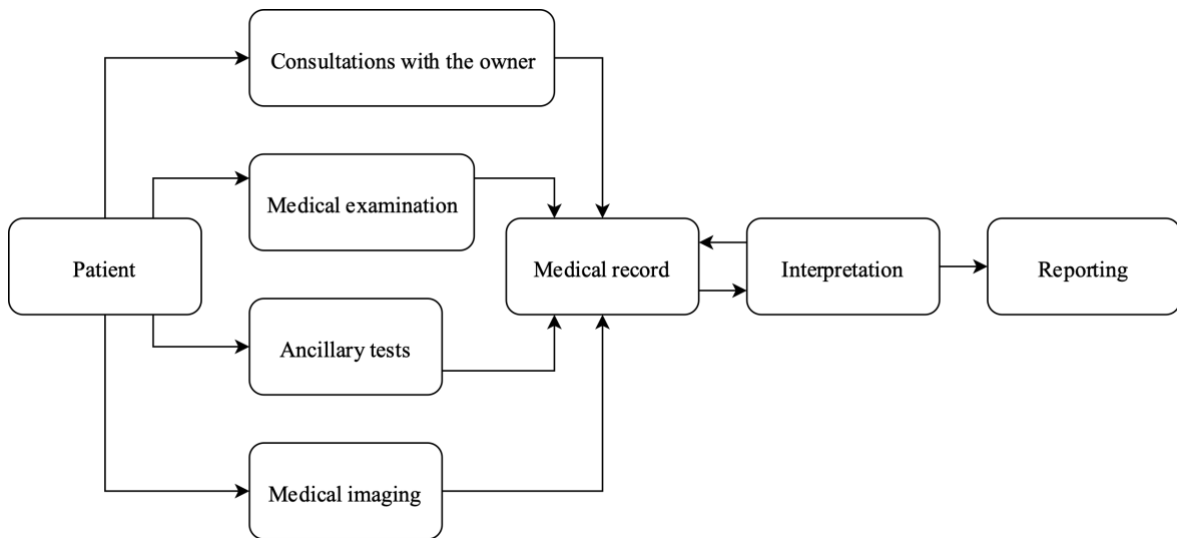 Consultations with the owner
Medical examination
Patient
Medical record
Interpretation
Reporting
Ancillary tests
Medical imaging